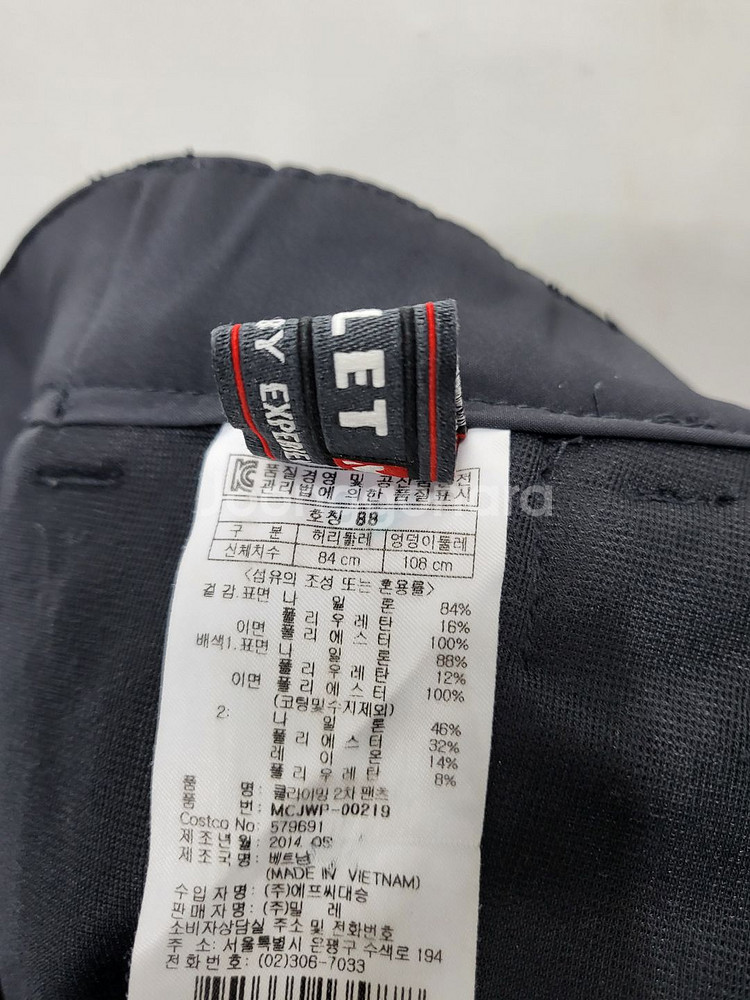 LET
EXPERIE
품질경영 및 공산품안전
관리법에 의한 품질표시
호칭 88
구 분 허리둘레 엉덩이둘레
신체치수 84 cm 108 cm
<섬유의 조성 또는 혼용률>
겉감.표면 나 일 론 84%
폴 리 우 레 탄 16%
이면 폴 리 에 스 터 100%
배색1.표면 나 일 론 88%
폴 리 우 레 탄 12%
이면 폴 리 에 스 터 100%
(코팅및수지제외)
2: 나 일 론 46%
폴 리 에 스 터 32%
레 이 온 14%
폴 리 우 레 탄 8%
품 명: 클라이밍 2차 팬츠
품 번: MCJWP-00219
Costco No: 579691
제 조 년 월: 2014.05
제 조 국 명: 베트남
(MADE IN VIETNAM)
수 입 자 명: (주)에프씨대승
판 매 자 명: (주)밀 레
소비자상담실 주소 및 전화번호
주 소: 서울특별시 은평구 수색로 194
전 화 번 호: (02)306-7033